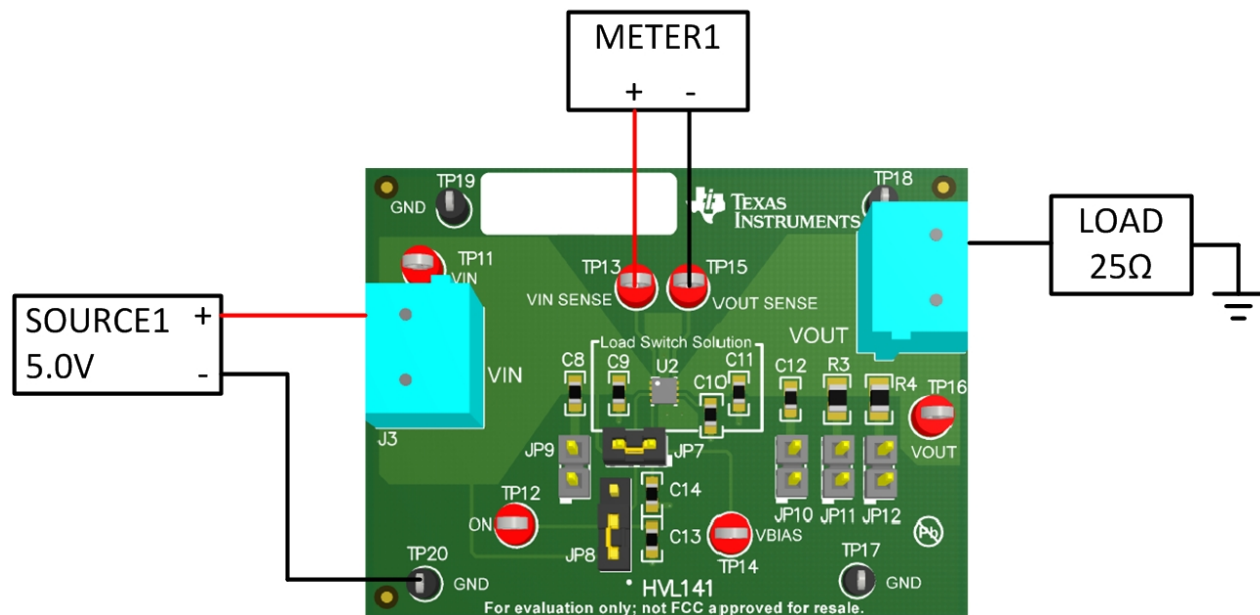 METER1
+ -
TP19
GND
TEXAS
INSTRUMENTS
TP18
LOAD
25Ω
TP11
VIN
TP13
TP15
VIN SENSE
VOUT SENSE
SOURCE1
5.0V
+
-
VIN
J3
Load Switch Solution
VOUT
C8
C9
U2
C10
C11
C12
R3
R4
TP16
VOUT
JP9
JP7
JP10
JP11
JP12
TP12
ON
C14
C13
JP8
VBIAS
TP14
Pb
TP20
GND
TP17
GND
HVL141
For evaluation only; not FCC approved for resale.